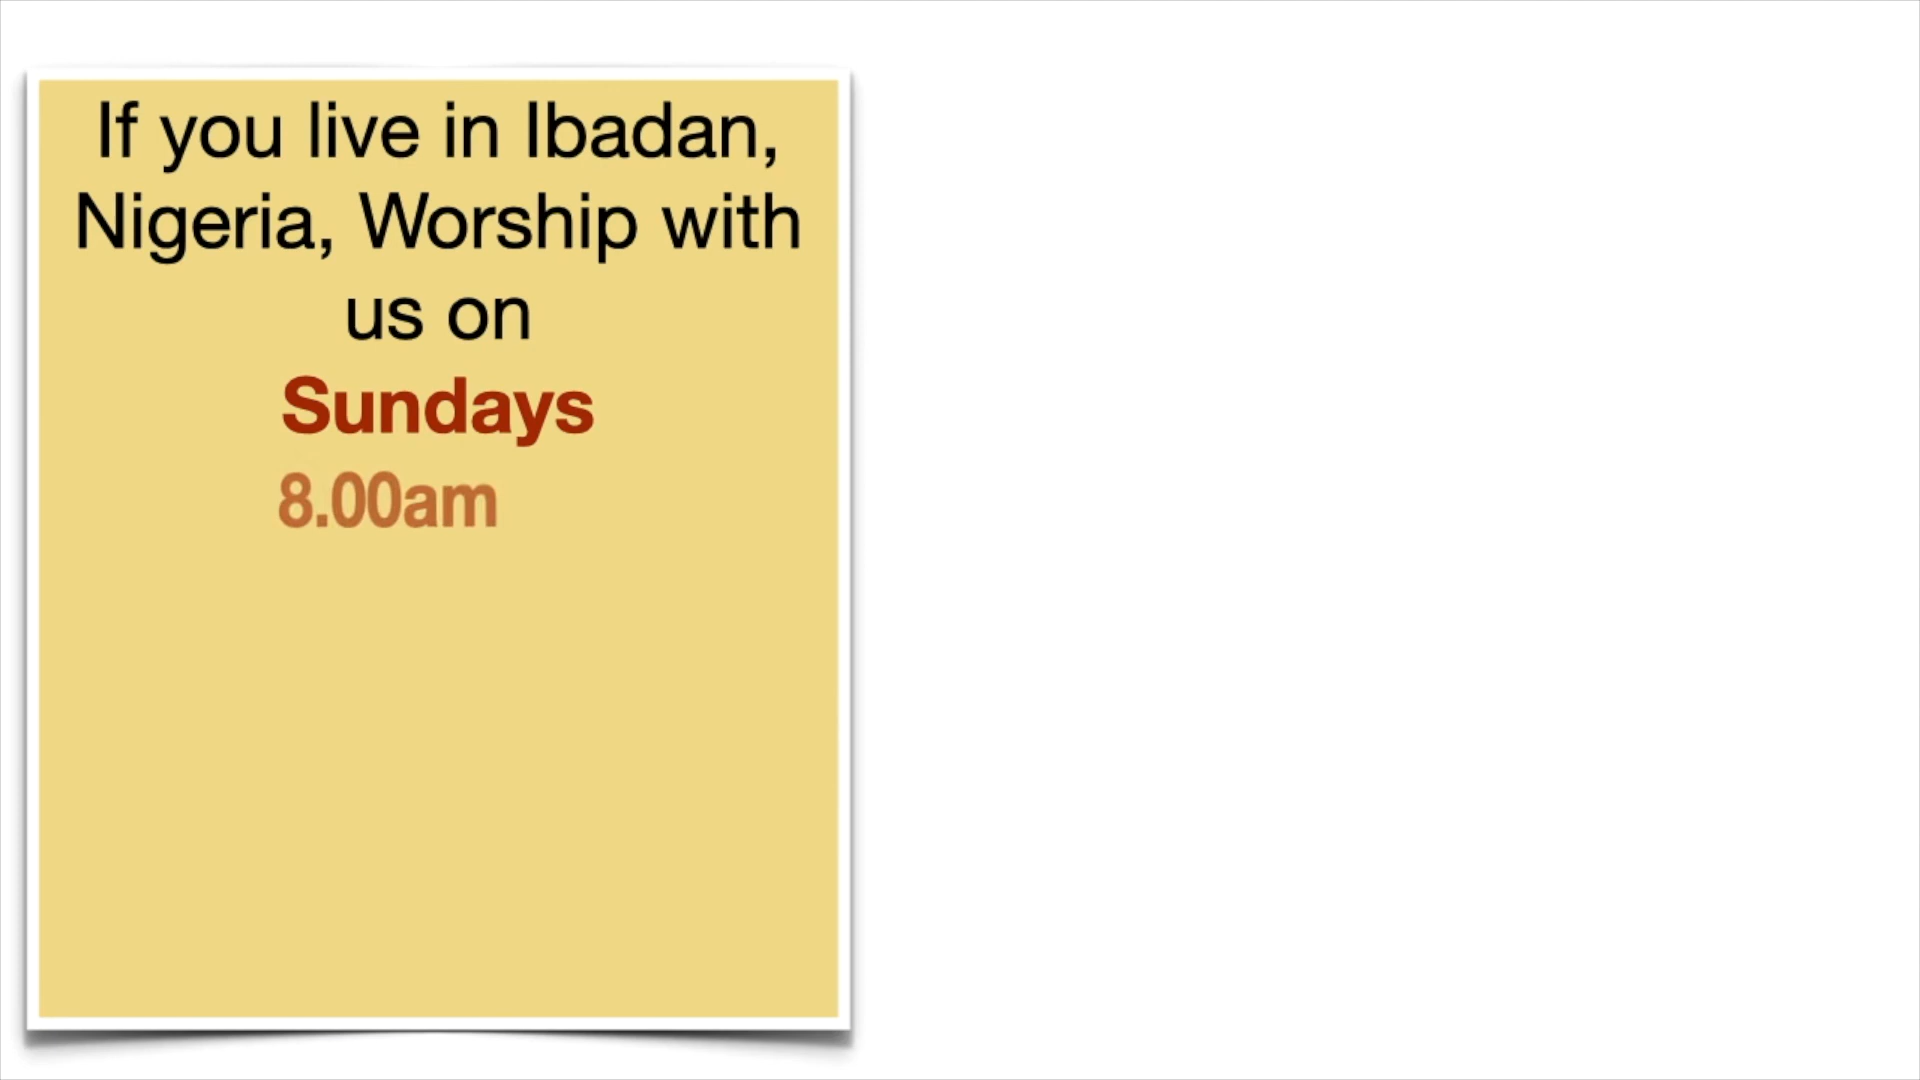 If you live in Ibadan,
Nigeria, Worship with
us on
Sundays
8.00am